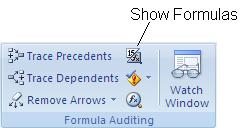 Show Formulas
Trace Precedents
Trace Dependents
Remove Arrows
Watch
Window
Formula Auditing